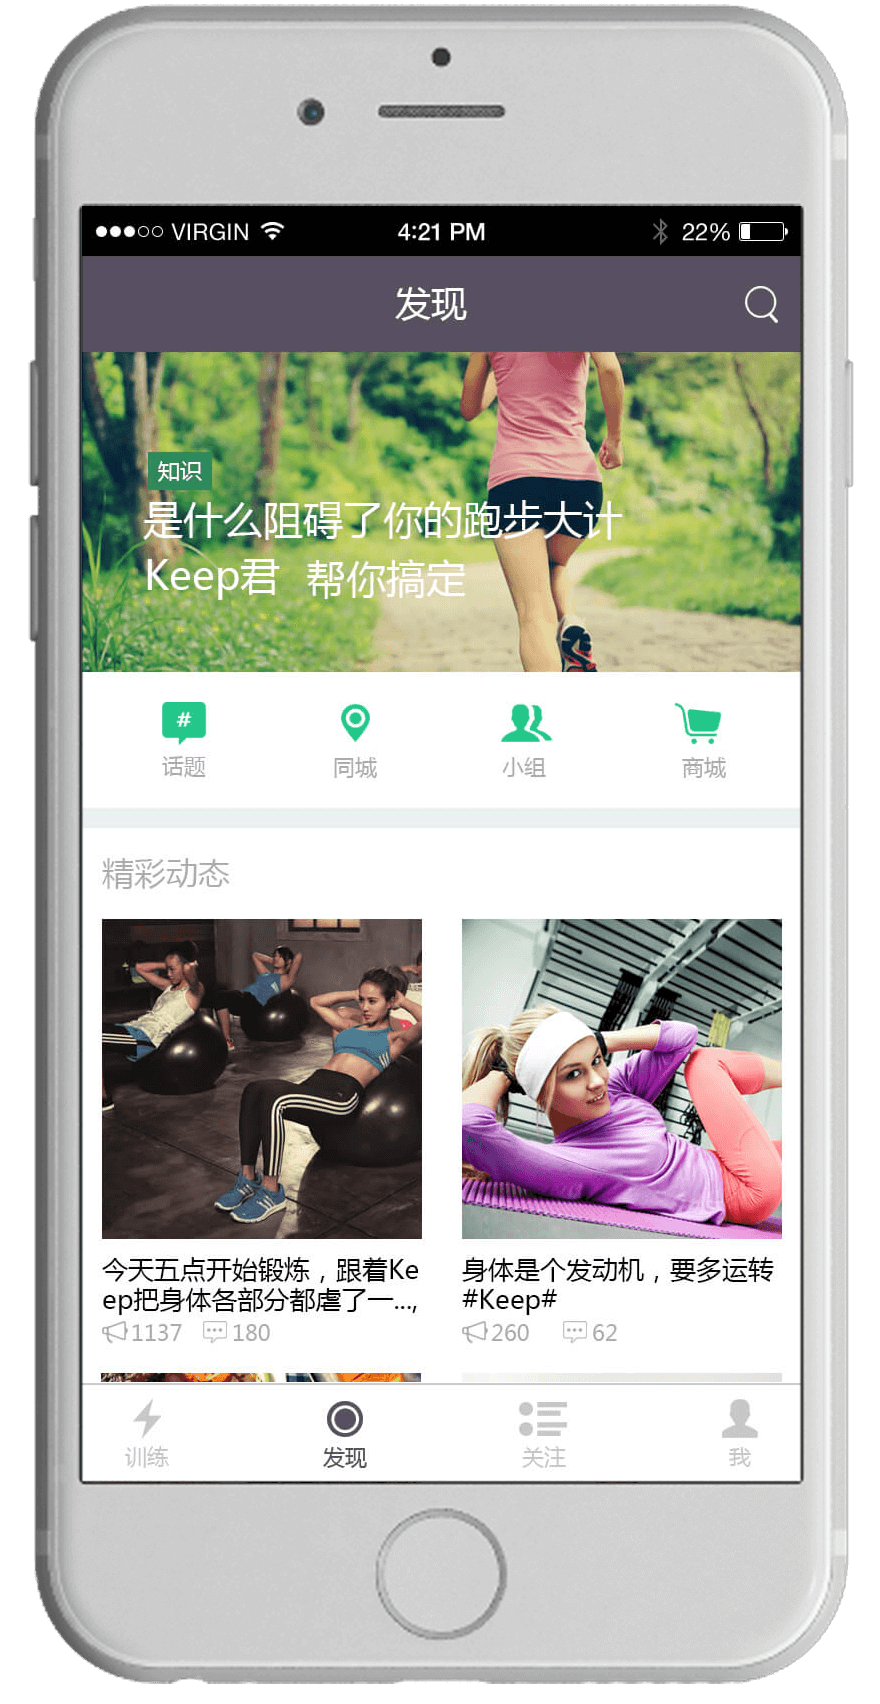 VIRGIN 4:21 PM 22%
发现
知识
是什么阻碍了你的跑步大计
Keep君 帮你搞定
#
话题 同城 小组 商城
精彩动态
今天五点开始锻炼，跟着Ke
ep把身体各部分都虐了一...,
1137 180
身体是个发动机，要多运转
#Keep#
260 62
训练 发现 关注 我